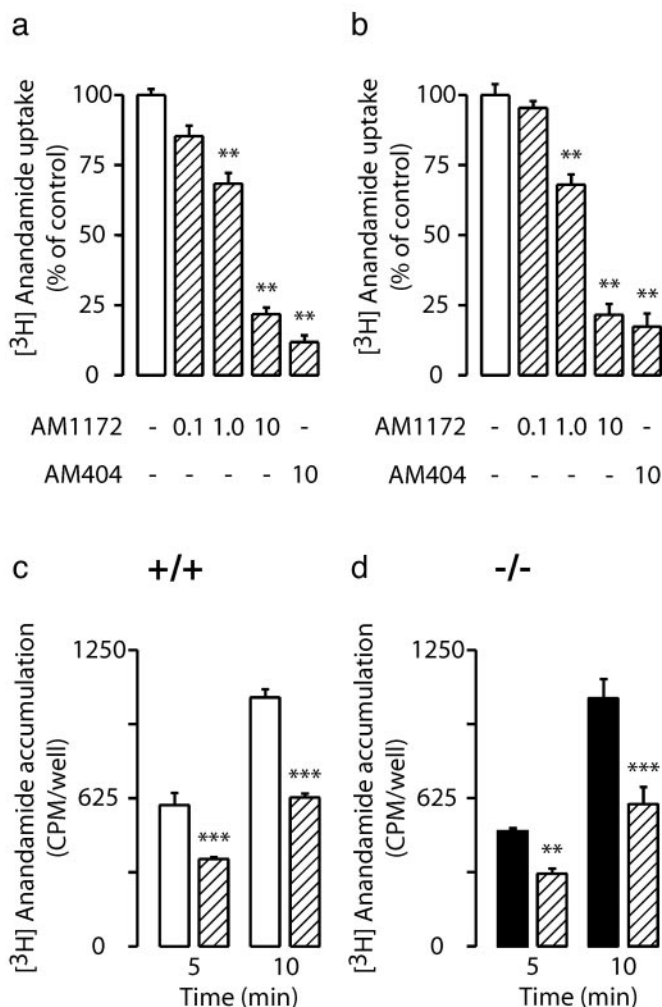 a
b
[³H] Anandamide uptake
(% of control)
100
75
50
25
0
**
**
**
[³H] Anandamide uptake
(% of control)
100
75
50
25
0
**
**
**
AM1172 - 0.1 1.0 10 -
AM404 - - - - 10
AM1172 - 0.1 1.0 10 -
AM404 - - - - 10
c +/+
d -/-
[³H] Anandamide accumulation
(CPM/well)
1250
625
0
***
***
5 10
Time (min)
[³H] Anandamide accumulation
(CPM/well)
1250
625
0
**
***
5 10
Time (min)